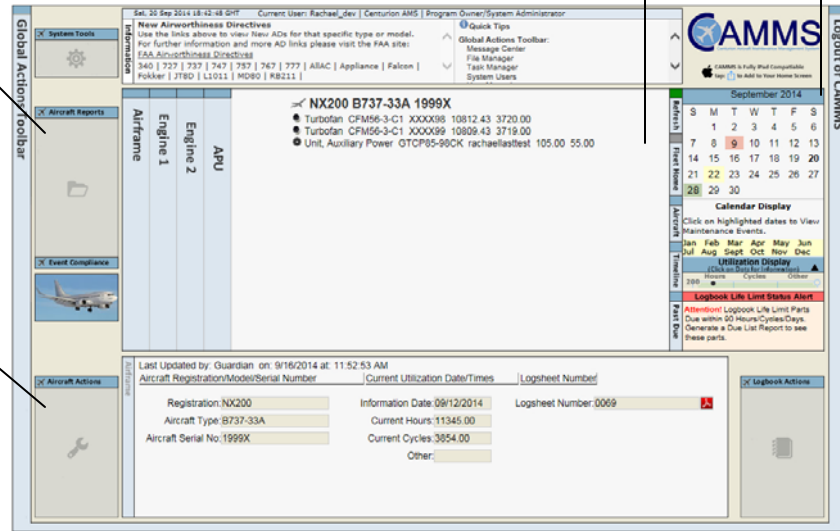 Global Actions Toolbar
System Tools
Sat, 20 Sep 2014 18:42:48 GMT Current User: Rachael_dev | Centurion AMS | Program Owner/System Administrator
Information
New Airworthiness Directives
Use the links above to view New ADs for that specific type or model.
For further information and more AD links please visit the FAA site:
FAA Airworthiness Directives
340 | 727 | 737 | 747 | 757 | 767 | 777 | AllAC | Appliance | Falcon |
Fokker | JT8D | L1011 | MD80 | RB211 |
Quick Tips
Global Actions Toolbar:
Message Center
File Manager
Task Manager
System Users
CAMMS
CAMMS is Fully iPad Compatible
tap: to Add to Your Home Screen
Logout of CAMMS
Aircraft Reports
Event Compliance
Airframe
Engine 1
Engine 2
APU
NX200 B737-33A 1999X
Turbofan CFM56-3-C1 XXXX98 10812.43 3720.00
Turbofan CFM56-3-C1 XXXX99 10809.43 3719.00
Unit, Auxiliary Power GTCP85-98CK rachaellasttest 105.00 55.00
Refresh
Fleet Home
Aircraft
Timeline
Past Due
September 2014
S M T W T F S
1 2 3 4 5 6
7 8 9 10 11 12 13
14 15 16 17 18 19 20
21 22 23 24 25 26 27
28 29 30
Calendar Display
Click on highlighted dates to View
Maintenance Events.
Jan Feb Mar Apr May Jun
Jul Aug Sept Oct Nov Dec
Utilization Display
(Click on Date for Information)
Hours Cycles Other
200
Logbook Life Limt Status Alert
Attention! Logbook Life Limit Parts
Due within 90 Hours/Cycles/Days.
Generate a Due List Report to see
these parts.
Aircraft Actions
Airframe
Last Updated by: Guardian on: 9/16/2014 at: 11:52:53 AM
Aircraft Registration/Model/Serial Number Current Utilization Date/Times Logsheet Number
Registration: NX200 Information Date: 09/12/2014 Logsheet Number: 0069
Aircraft Type: B737-33A Current Hours: 11345.00
Aircraft Serial No: 1999X Current Cycles: 3854.00
Other:
Logbook Actions